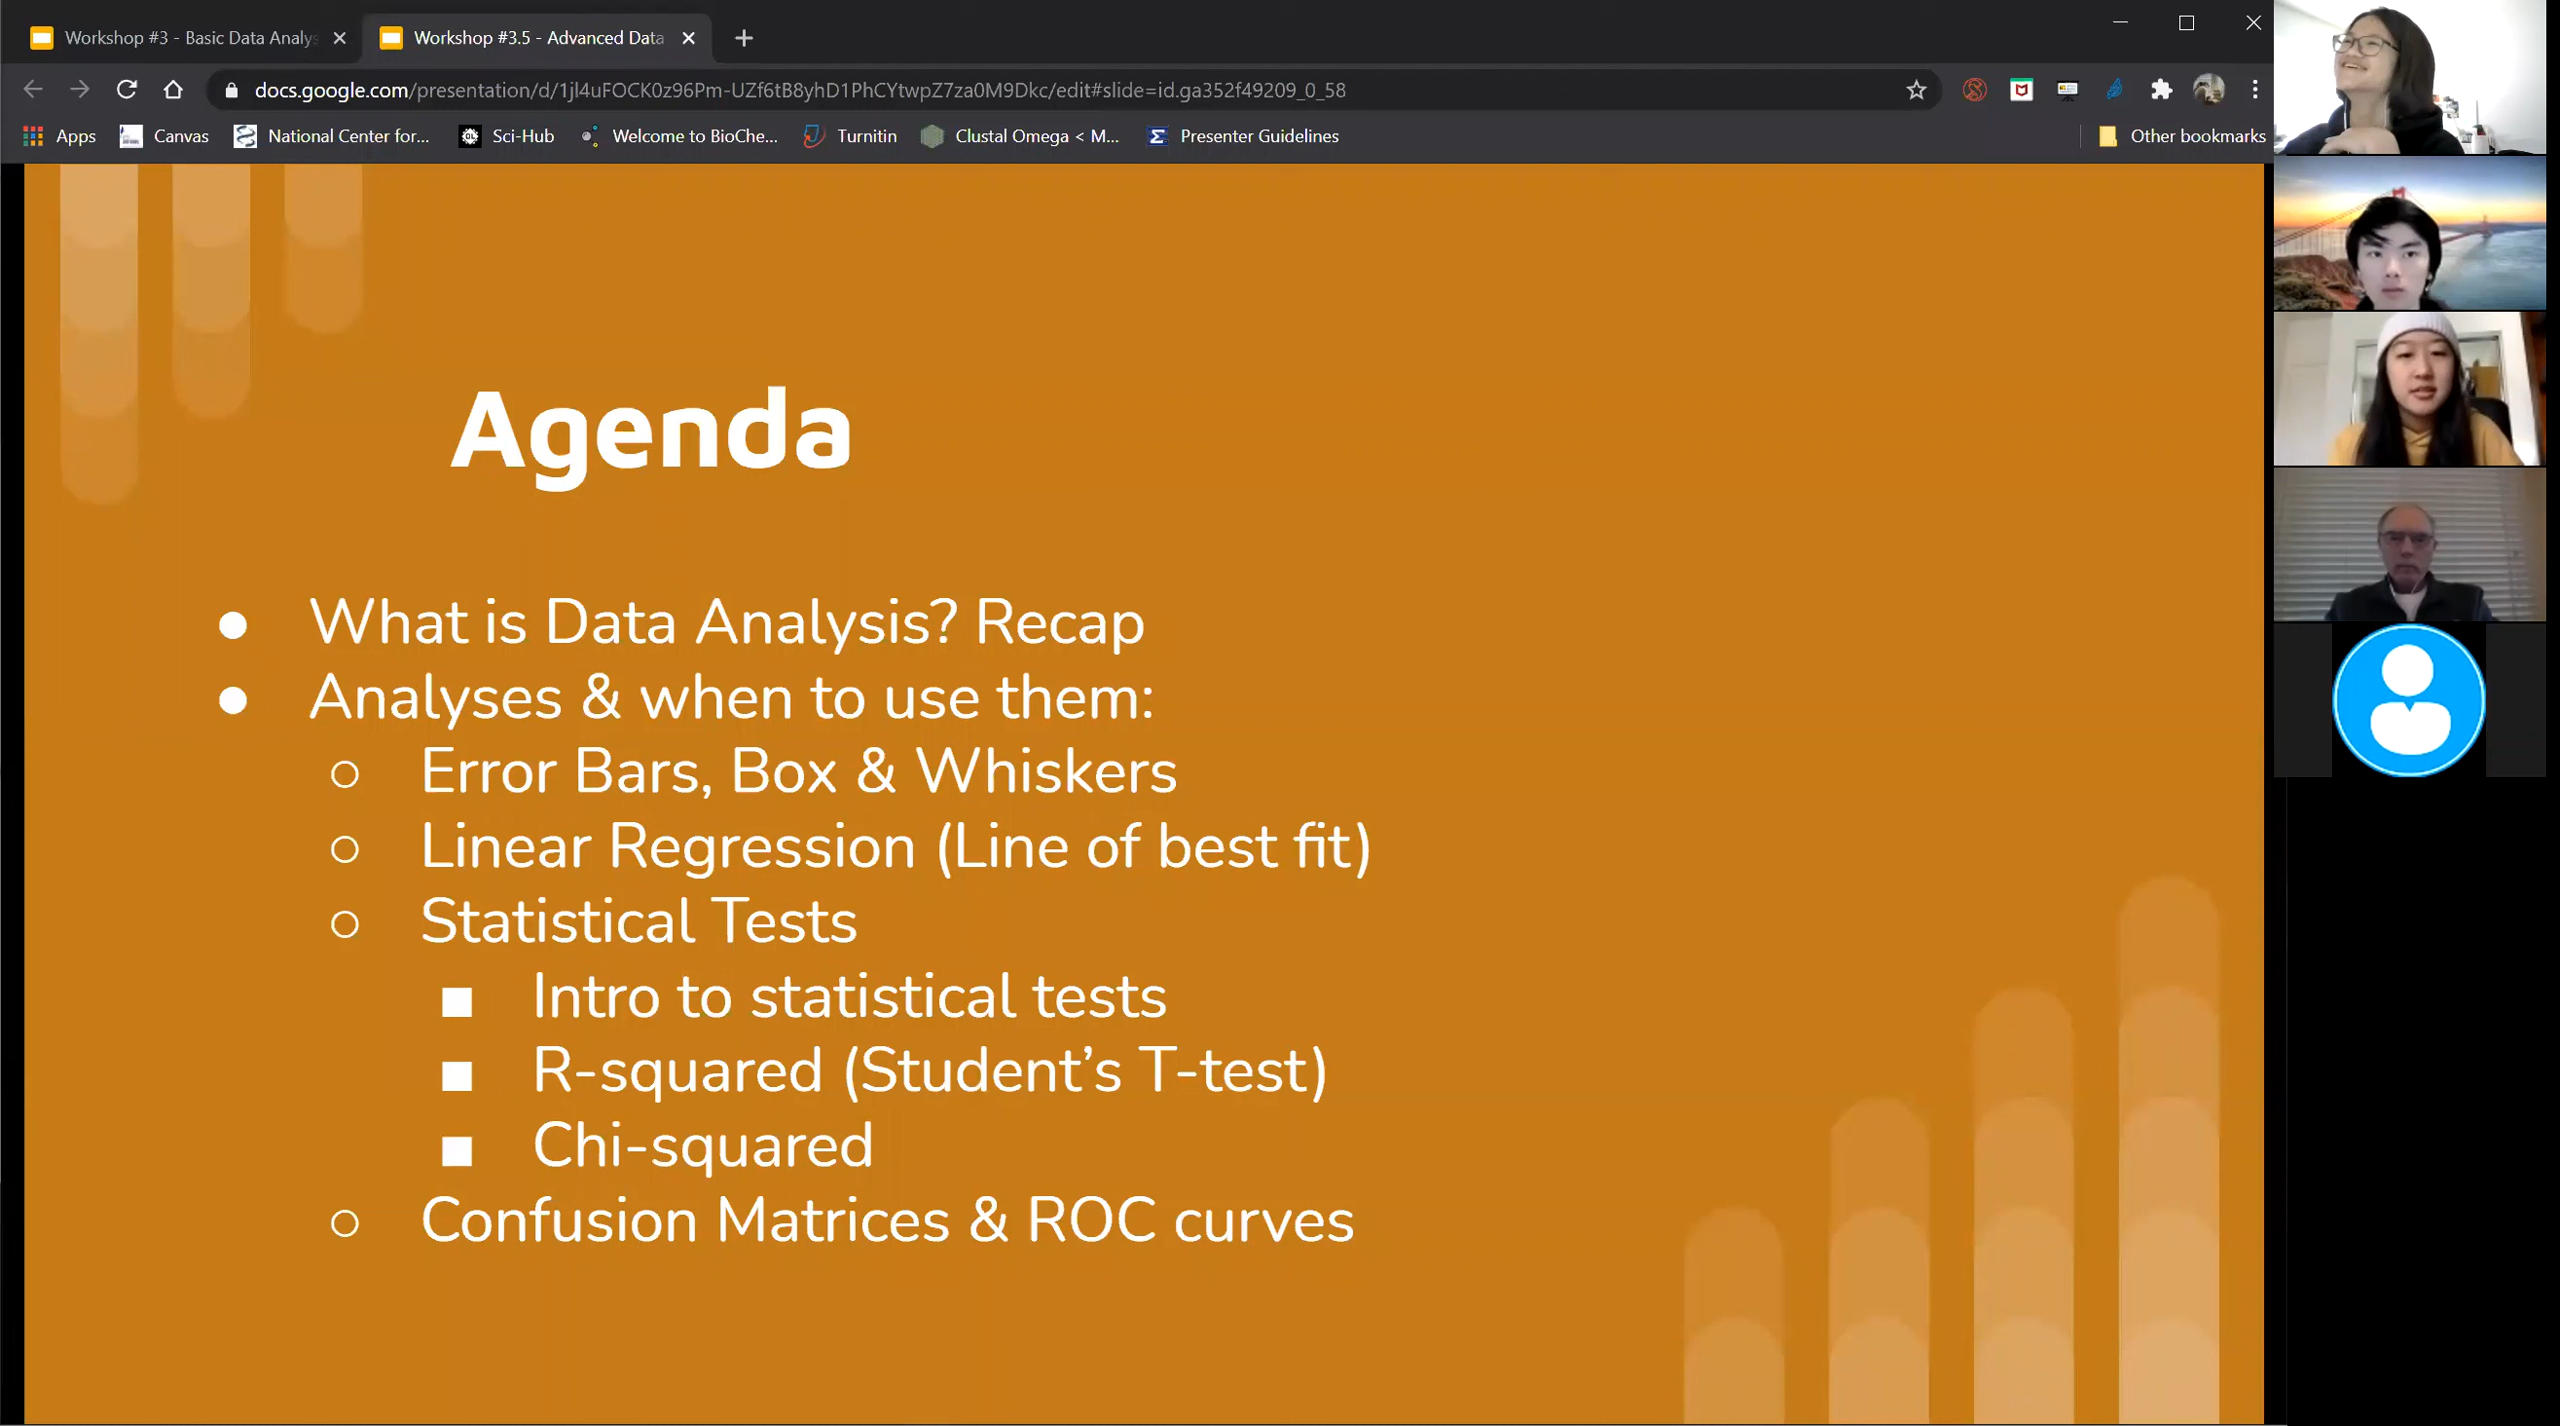 Workshop #3 - Basic Data Analys
Workshop #3.5 - Advanced Data
docs.google.com/presentation/d/1jl4uFOCK0z96Pm-UZf6tB8yhD1PhCYtwpZ7za0M9Dkc/edit#slide=id.ga352f49209_0_58
Apps
Canvas
National Center for...
Sci-Hub
Welcome to BioChe...
Turnitin
Clustal Omega < M...
Presenter Guidelines
Other bookmarks
Agenda
● What is Data Analysis? Recap
● Analyses & when to use them:
○ Error Bars, Box & Whiskers
○ Linear Regression (Line of best fit)
○ Statistical Tests
■ Intro to statistical tests
■ R-squared (Student’s T-test)
■ Chi-squared
○ Confusion Matrices & ROC curves